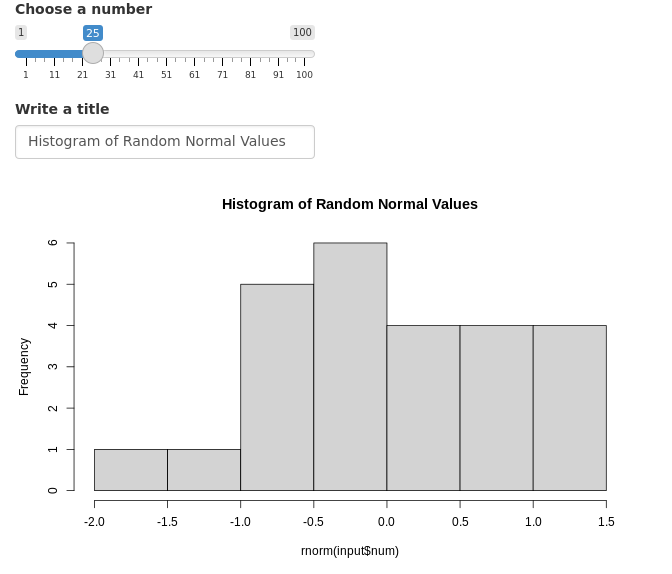 Choose a number
1 25 100
1 11 21 31 41 51 61 71 81 91 100
Write a title
Histogram of Random Normal Values
Histogram of Random Normal Values
Frequency
6
5
4
3
2
1
0
-2.0 -1.5 -1.0 -0.5 0.0 0.5 1.0 1.5
rnorm(input$num)